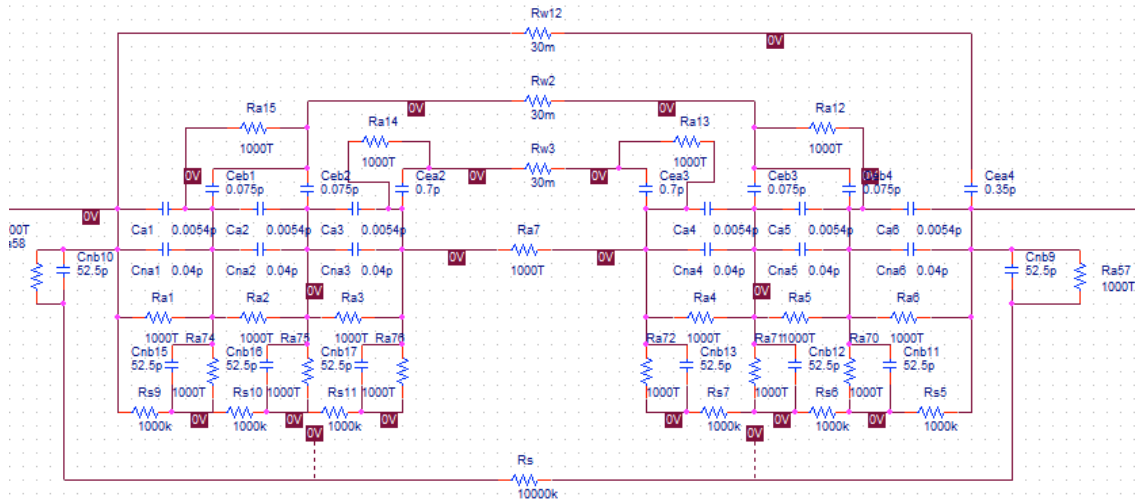 Rw12
30m
0V
Rw2
30m
0V
0V
Ra15
1000T
Ra14
1000T
Ra13
1000T
Ra12
1000T
Rw3
30m
0V
0V
0V
Ceb1
0.075p
Ceb2
0.075p
Cea2
0.7p
Cea3
0.7p
Ceb3
0.075p
Ceb4
0.075p
Cea4
0.35p
0V
Ca1
0.0054p
Ca2
0.0054p
Ca3
0.0054p
Ra7
1000T
0V
0V
Ca4
0.0054p
Ca5
0.0054p
Ca6
0.0054p
00T
Cnb10
52.5p
Cna1
0.04p
Cna2
0.04p
Cna3
0.04p
Cna4
0.04p
Cna5
0.04p
Cna6
0.04p
Cnb9
52.5p
Ra57
1000T
0V
0V
Ra1
1000T
Ra2
1000T
Ra3
1000T
Ra4
1000T
Ra5
1000T
Ra6
1000T
Ra74
Ra75
Ra76
Ra72
Ra71
Ra70
Cnb15
52.5p
Cnb16
52.5p
Cnb17
52.5p
Cnb13
52.5p
Cnb12
52.5p
Cnb11
52.5p
1000T
1000T
1000T
1000T
1000T
1000T
Rs9
1000k
Rs10
1000k
Rs11
1000k
Rs7
1000k
Rs6
1000k
Rs5
1000k
0V
0V
0V
0V
0V
0V
0V
0V
Rs
10000k